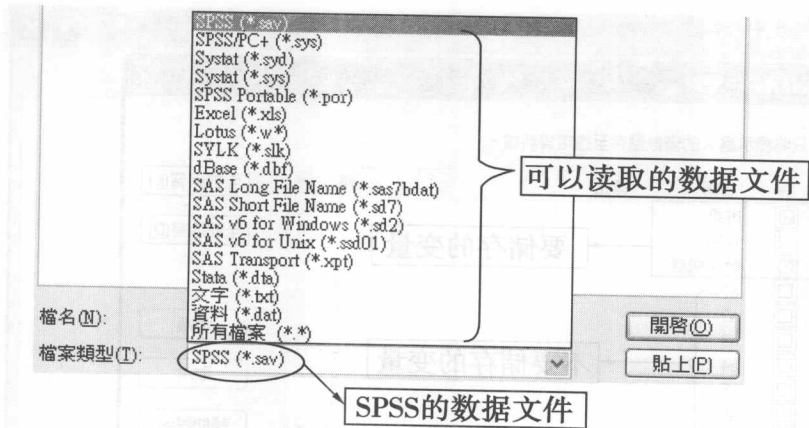 SPSS (*.sav)
SPSS/PC+ (*.sys)
Systat (*.syd)
Systat (*.sys)
SPSS Portable (*.por)
Excel (*.xls)
Lotus (*.w*)
SYLK (*.slk)
dBase (*.dbf)
SAS Long File Name (*.sas7bdat)
SAS Short File Name (*.sd7)
SAS v6 for Windows (*.sd2)
SAS v6 for Unix (*.ssd01)
SAS Transport (*.xpt)
Stata (*.dta)
文字 (*.txt)
資料 (*.dat)
所有檔案 (*.*)
可以读取的数据文件
檔名(N):
開啓(O)
檔案類型(T):
SPSS (*.sav)
貼上(P)
SPSS的数据文件